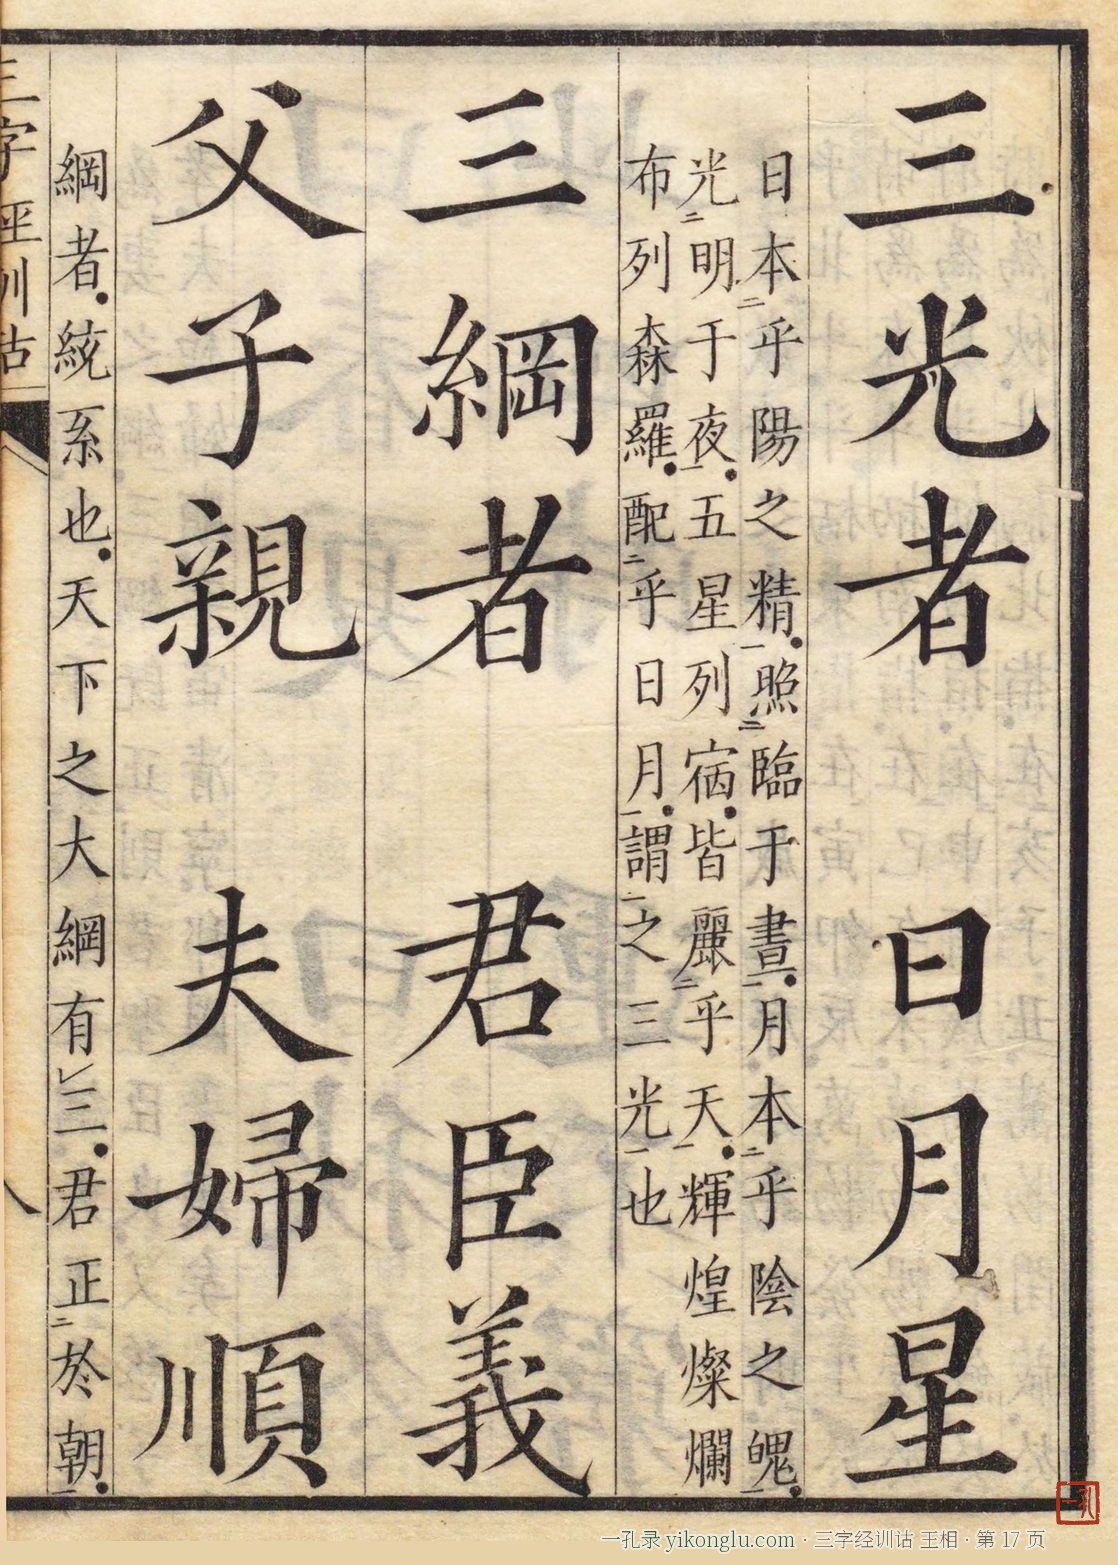 三光者　日月星
日本乎陽之精照臨于晝月本乎陰之魄
光明于夜五星列宿皆麗乎天輝煌燦爛
布列森羅配乎日月謂之三光也
三綱者　君臣義
父子親　夫婦順
綱者統系也天下之大綱有三君正於朝
三字經訓詁
一孔录 yikonglu.com · 三字经训诂 王相 · 第 17 页
一孔